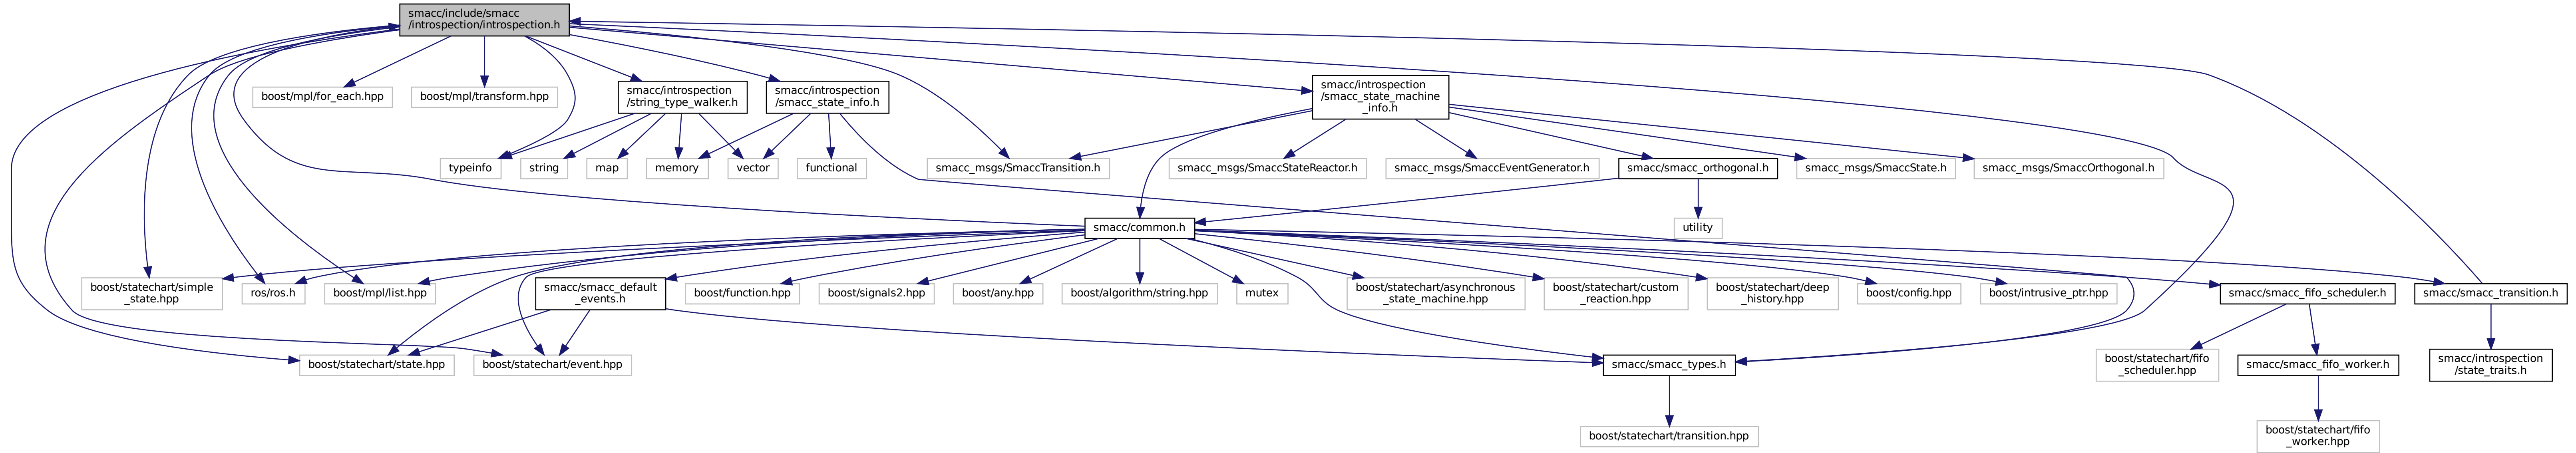 smacc/include/smacc
/introspection/introspection.h
boost/mpl/for_each.hpp
boost/mpl/transform.hpp
smacc/introspection
/string_type_walker.h
smacc/introspection
/smacc_state_info.h
smacc/introspection
/smacc_state_machine
_info.h
typeinfo
string
map
memory
vector
functional
smacc_msgs/SmaccTransition.h
smacc_msgs/SmaccStateReactor.h
smacc_msgs/SmaccEventGenerator.h
smacc/smacc_orthogonal.h
smacc_msgs/SmaccState.h
smacc_msgs/SmaccOrthogonal.h
smacc/common.h
utility
boost/statechart/simple
_state.hpp
ros/ros.h
boost/mpl/list.hpp
smacc/smacc_default
_events.h
boost/function.hpp
boost/signals2.hpp
boost/any.hpp
boost/algorithm/string.hpp
mutex
boost/statechart/asynchronous
_state_machine.hpp
boost/statechart/custom
_reaction.hpp
boost/statechart/deep
_history.hpp
boost/config.hpp
boost/intrusive_ptr.hpp
smacc/smacc_fifo_scheduler.h
smacc/smacc_transition.h
boost/statechart/state.hpp
boost/statechart/event.hpp
smacc/smacc_types.h
boost/statechart/fifo
_scheduler.hpp
smacc/smacc_fifo_worker.h
smacc/introspection
/state_traits.h
boost/statechart/transition.hpp
boost/statechart/fifo
_worker.hpp